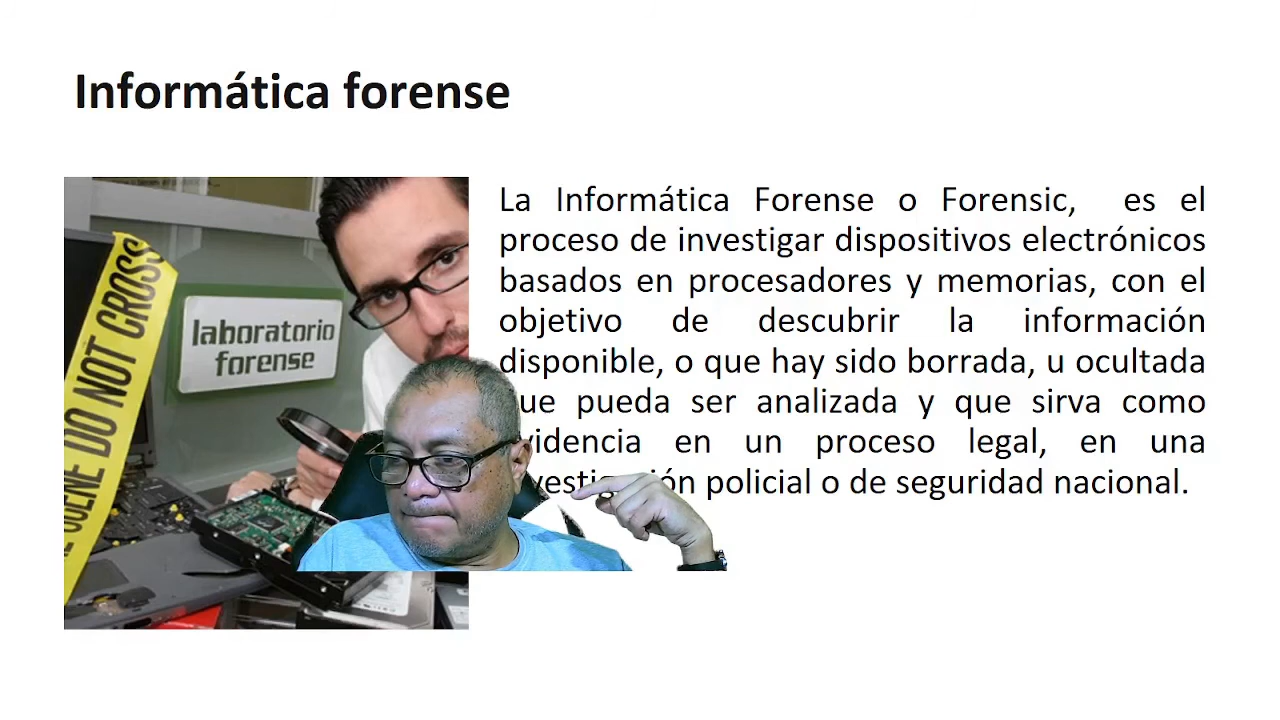 Informática forense
La Informática Forense o Forensic, es el
proceso de investigar dispositivos electrónicos
basados en procesadores y memorias, con el
objetivo de descubrir la información
disponible, o que hay sido borrada, u ocultada
pueda ser analizada y que sirva como
en un proceso legal, en una
policial o de seguridad nacional.
DO NOT CROSS
laboratorio
forense